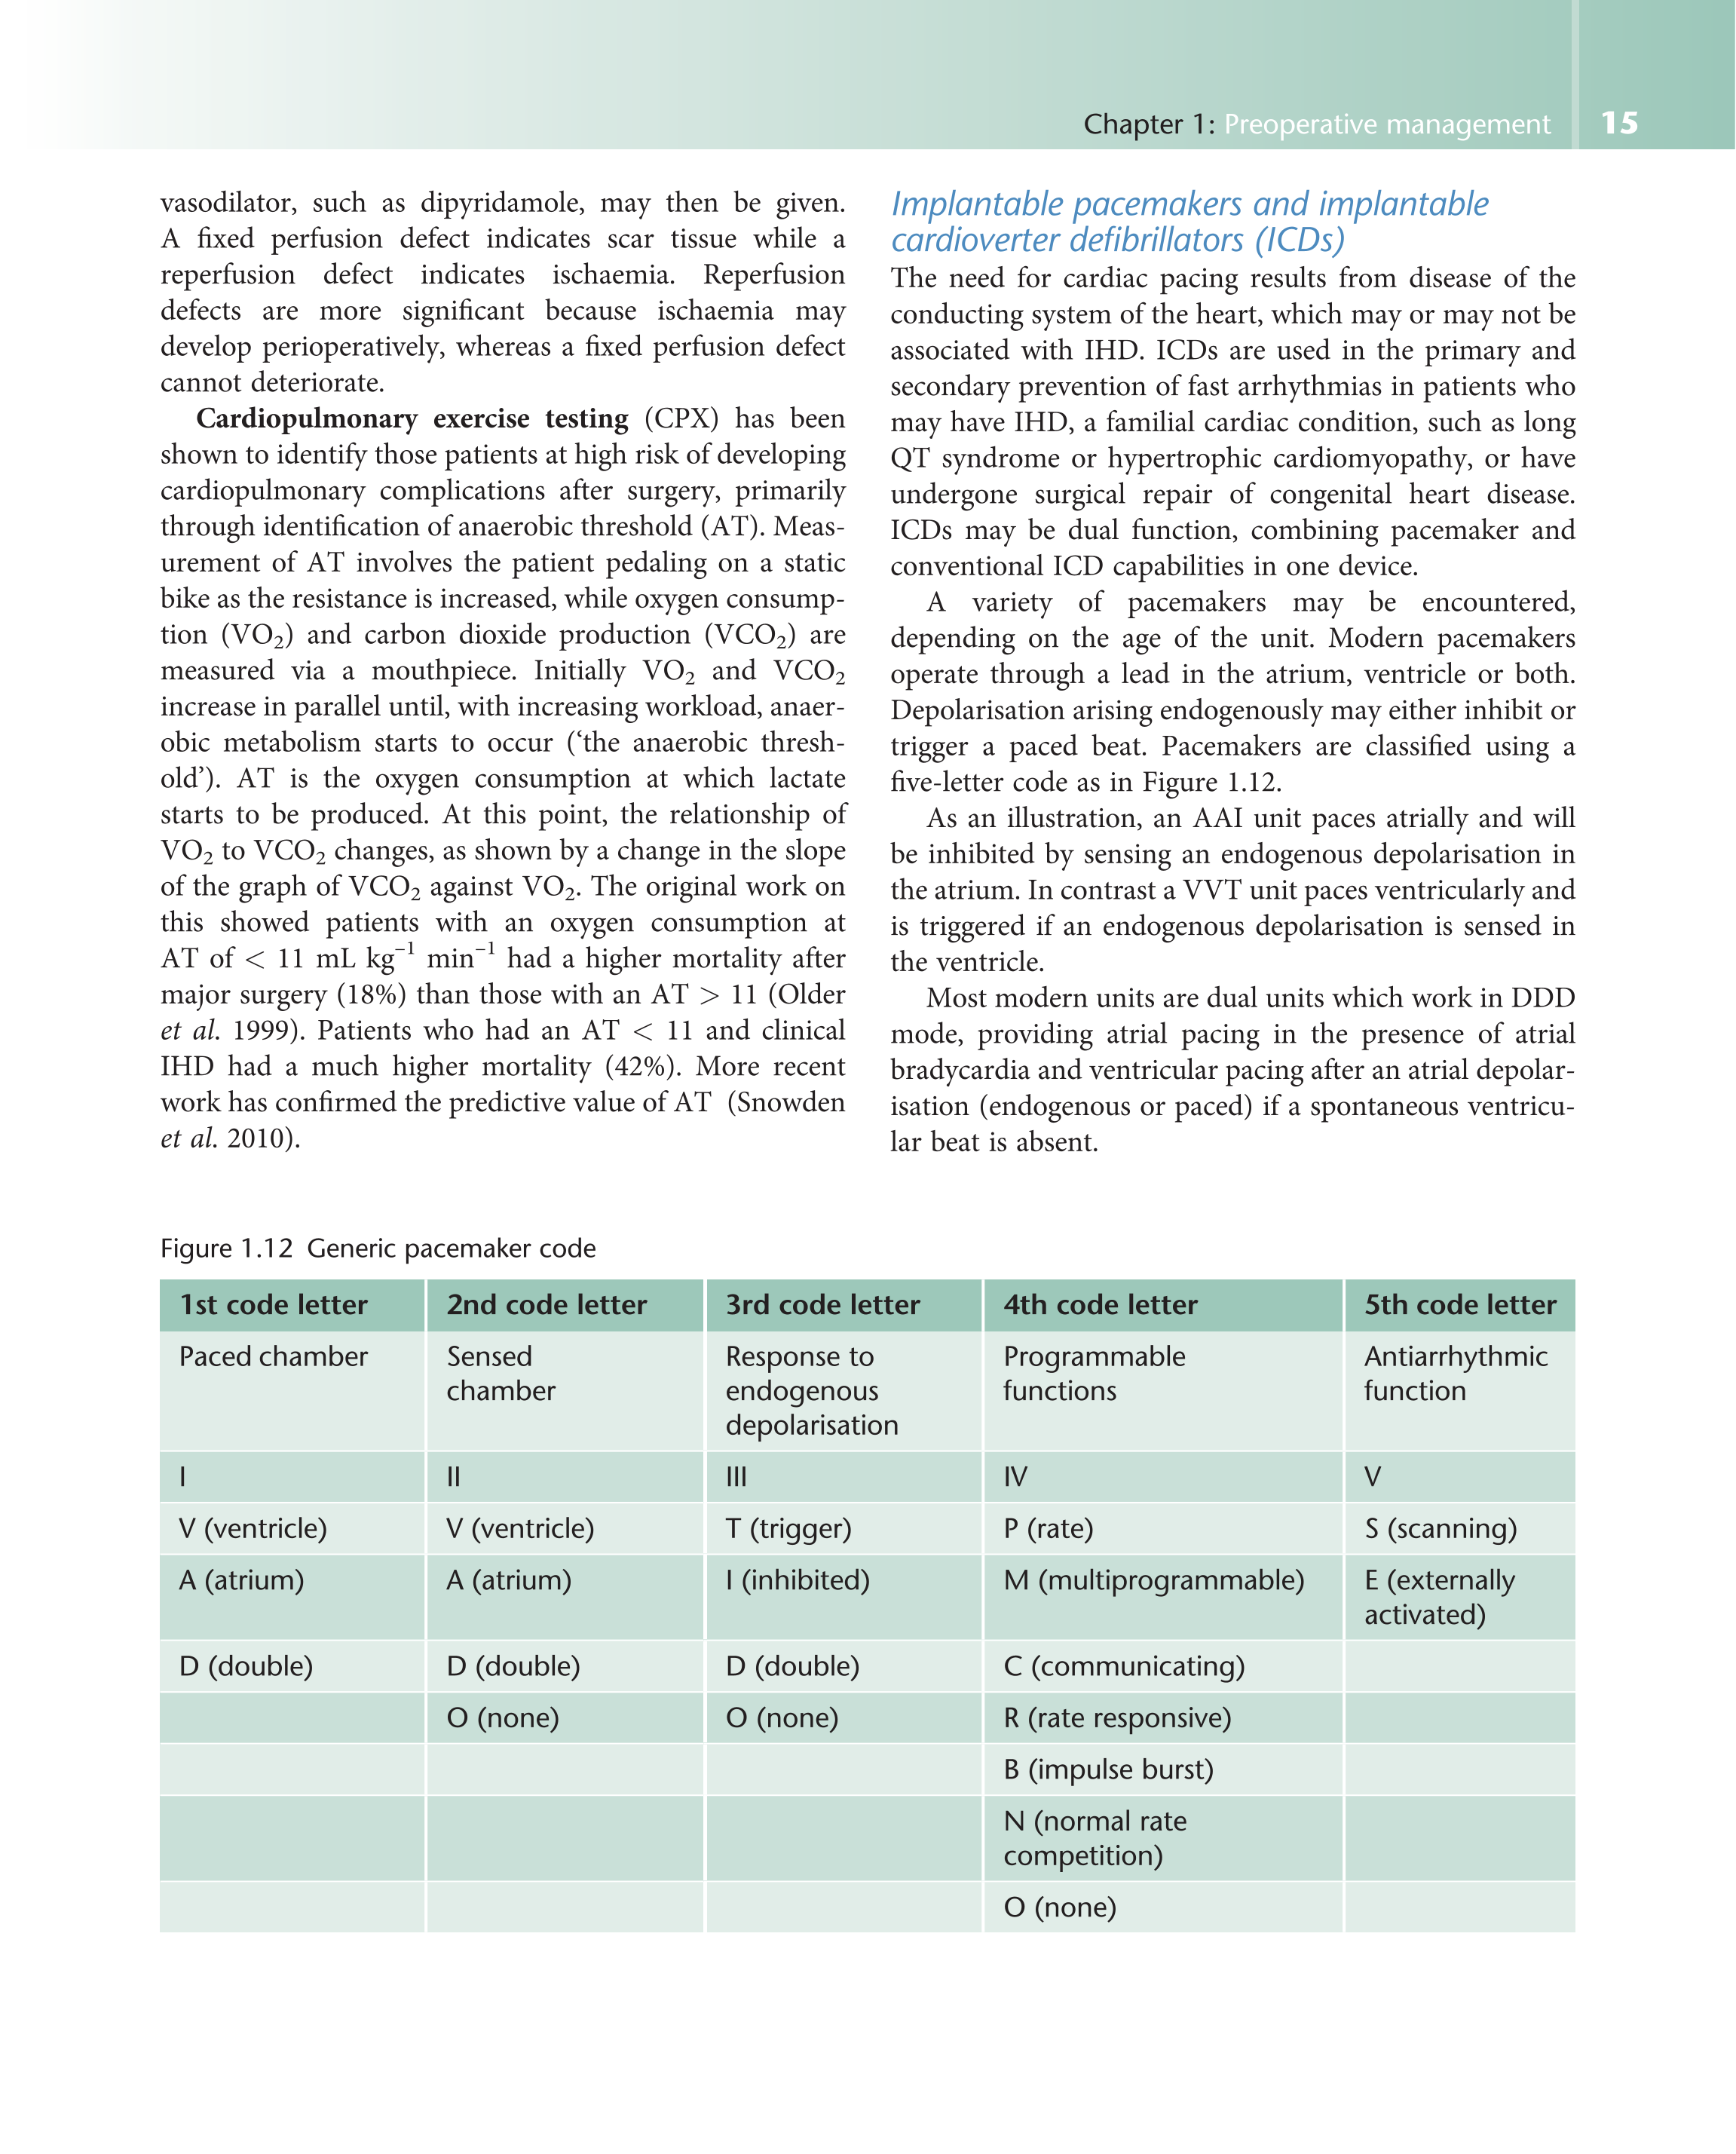 Chapter 1: Preoperative management 15
vasodilator, such as dipyridamole, may then be given.
A fixed perfusion defect indicates scar tissue while a
reperfusion defect indicates ischaemia. Reperfusion
defects are more significant because ischaemia may
develop perioperatively, whereas a fixed perfusion defect
cannot deteriorate.
Cardiopulmonary exercise testing (CPX) has been
shown to identify those patients at high risk of developing
cardiopulmonary complications after surgery, primarily
through identification of anaerobic threshold (AT). Meas-
urement of AT involves the patient pedaling on a static
bike as the resistance is increased, while oxygen consump-
tion (VO₂) and carbon dioxide production (VCO₂) are
measured via a mouthpiece. Initially VO₂ and VCO₂
increase in parallel until, with increasing workload, anaer-
obic metabolism starts to occur (‘the anaerobic thresh-
old’). AT is the oxygen consumption at which lactate
starts to be produced. At this point, the relationship of
VO₂ to VCO₂ changes, as shown by a change in the slope
of the graph of VCO₂ against VO₂. The original work on
this showed patients with an oxygen consumption at
AT of < 11 mL kg⁻¹ min⁻¹ had a higher mortality after
major surgery (18%) than those with an AT > 11 (Older
et al. 1999). Patients who had an AT < 11 and clinical
IHD had a much higher mortality (42%). More recent
work has confirmed the predictive value of AT (Snowden
et al. 2010).
Implantable pacemakers and implantable
cardioverter defibrillators (ICDs)
The need for cardiac pacing results from disease of the
conducting system of the heart, which may or may not be
associated with IHD. ICDs are used in the primary and
secondary prevention of fast arrhythmias in patients who
may have IHD, a familial cardiac condition, such as long
QT syndrome or hypertrophic cardiomyopathy, or have
undergone surgical repair of congenital heart disease.
ICDs may be dual function, combining pacemaker and
conventional ICD capabilities in one device.
A variety of pacemakers may be encountered,
depending on the age of the unit. Modern pacemakers
operate through a lead in the atrium, ventricle or both.
Depolarisation arising endogenously may either inhibit or
trigger a paced beat. Pacemakers are classified using a
five-letter code as in Figure 1.12.
As an illustration, an AAI unit paces atrially and will
be inhibited by sensing an endogenous depolarisation in
the atrium. In contrast a VVT unit paces ventricularly and
is triggered if an endogenous depolarisation is sensed in
the ventricle.
Most modern units are dual units which work in DDD
mode, providing atrial pacing in the presence of atrial
bradycardia and ventricular pacing after an atrial depolar-
isation (endogenous or paced) if a spontaneous ventricu-
lar beat is absent.
Figure 1.12 Generic pacemaker code
1st code letter 2nd code letter 3rd code letter 4th code letter 5th code letter
Paced chamber Sensed Response to Programmable Antiarrhythmic
chamber endogenous functions function
depolarisation
I II III IV V
V (ventricle) V (ventricle) T (trigger) P (rate) S (scanning)
A (atrium) A (atrium) I (inhibited) M (multiprogrammable) E (externally
activated)
D (double) D (double) D (double) C (communicating)
O (none) O (none) R (rate responsive)
B (impulse burst)
N (normal rate
competition)
O (none)